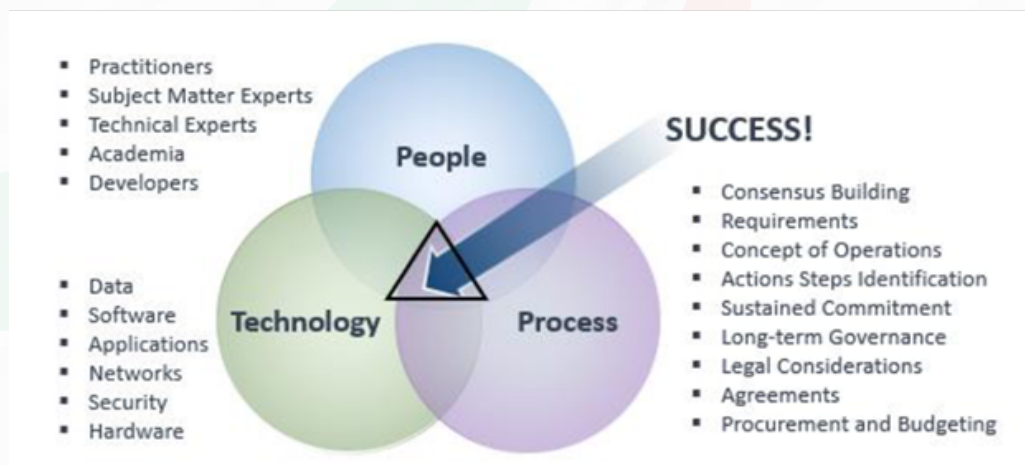 ▪ Practitioners
▪ Subject Matter Experts
▪ Technical Experts
▪ Academia
▪ Developers
People
SUCCESS!
▪ Consensus Building
▪ Requirements
▪ Concept of Operations
▪ Actions Steps Identification
▪ Sustained Commitment
▪ Long-term Governance
▪ Legal Considerations
▪ Agreements
▪ Procurement and Budgeting
▪ Data
▪ Software
▪ Applications
▪ Networks
▪ Security
▪ Hardware
Technology
Process